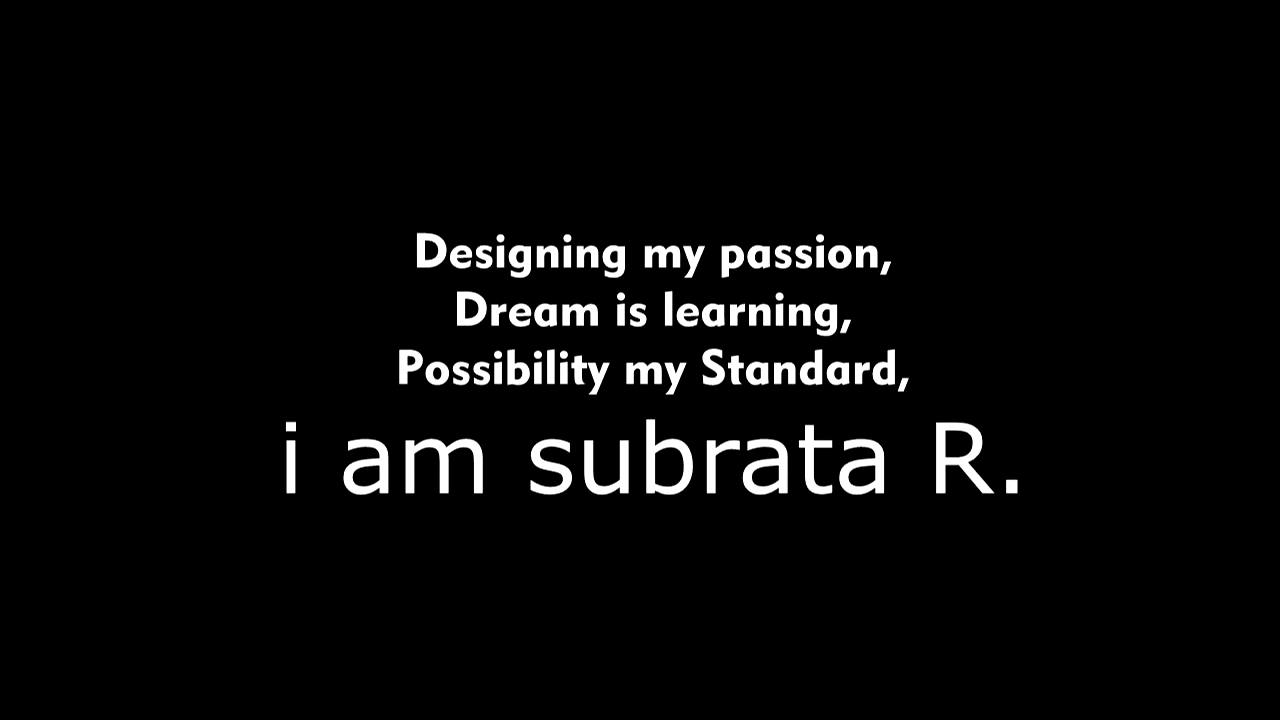 Designing my passion,
Dream is learning,
Possibility my Standard,
i am subrata R.